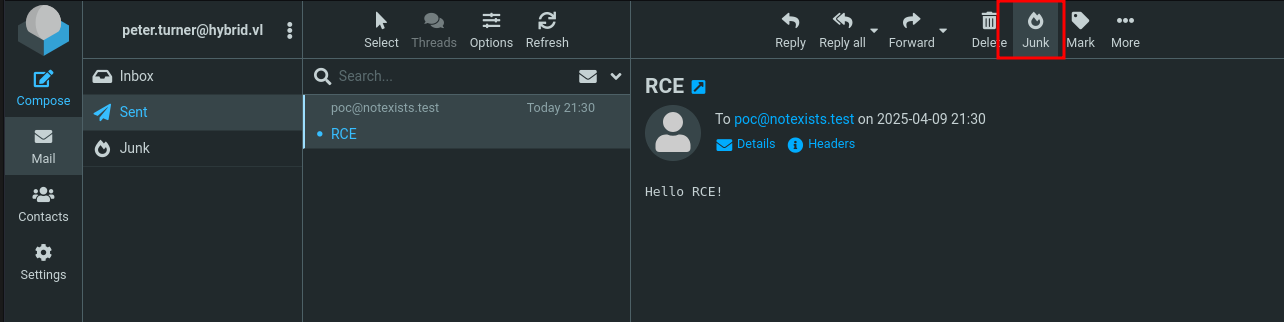 peter.turner@hybrid.vl
Select
Threads
Options
Refresh
Reply
Reply all
Forward
Delete
Junk
Mark
More
Compose
Mail
Contacts
Settings
Inbox
Sent
Junk
Search...
poc@notexists.test Today 21:30
RCE
RCE
To poc@notexists.test on 2025-04-09 21:30
Details Headers
Hello RCE!